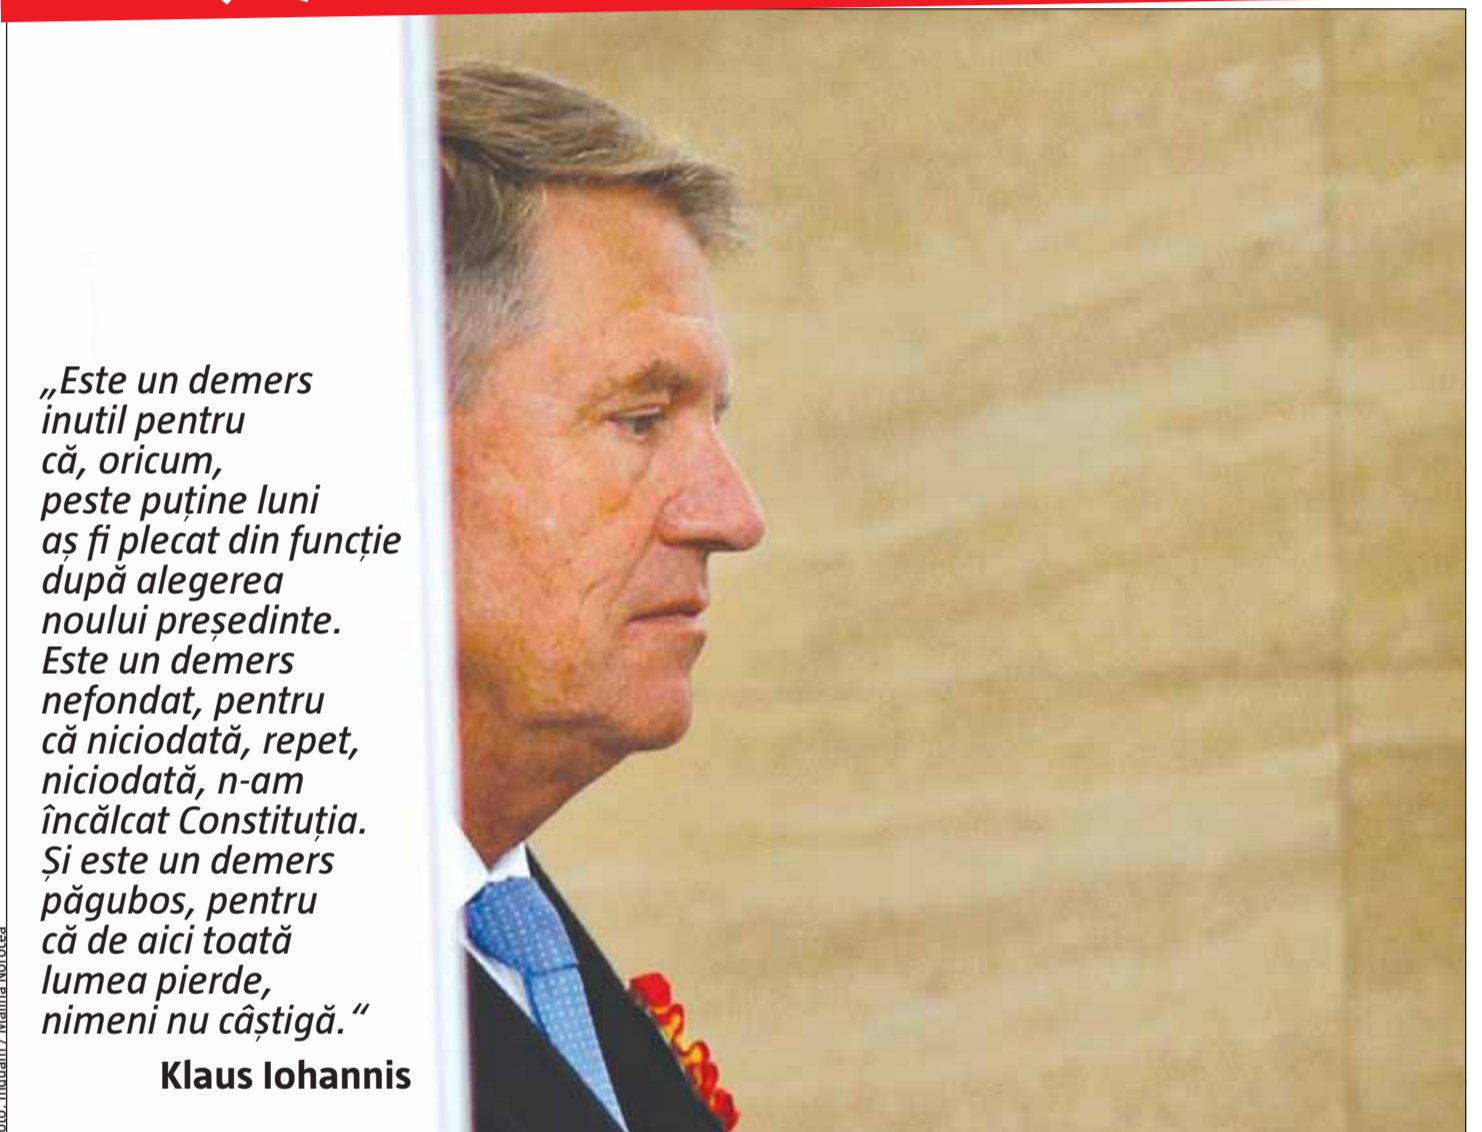 „Este un demers
inutil pentru
că, oricum,
peste puține luni
aș fi plecat din funcție
după alegerea
noului președinte.
Este un demers
nefondat, pentru
că niciodată, repet,
niciodată, n-am
încălcat Constituția.
Și este un demers
păgubos, pentru
că de aici toată
lumea pierde,
nimeni nu câștigă.“
Klaus Iohannis